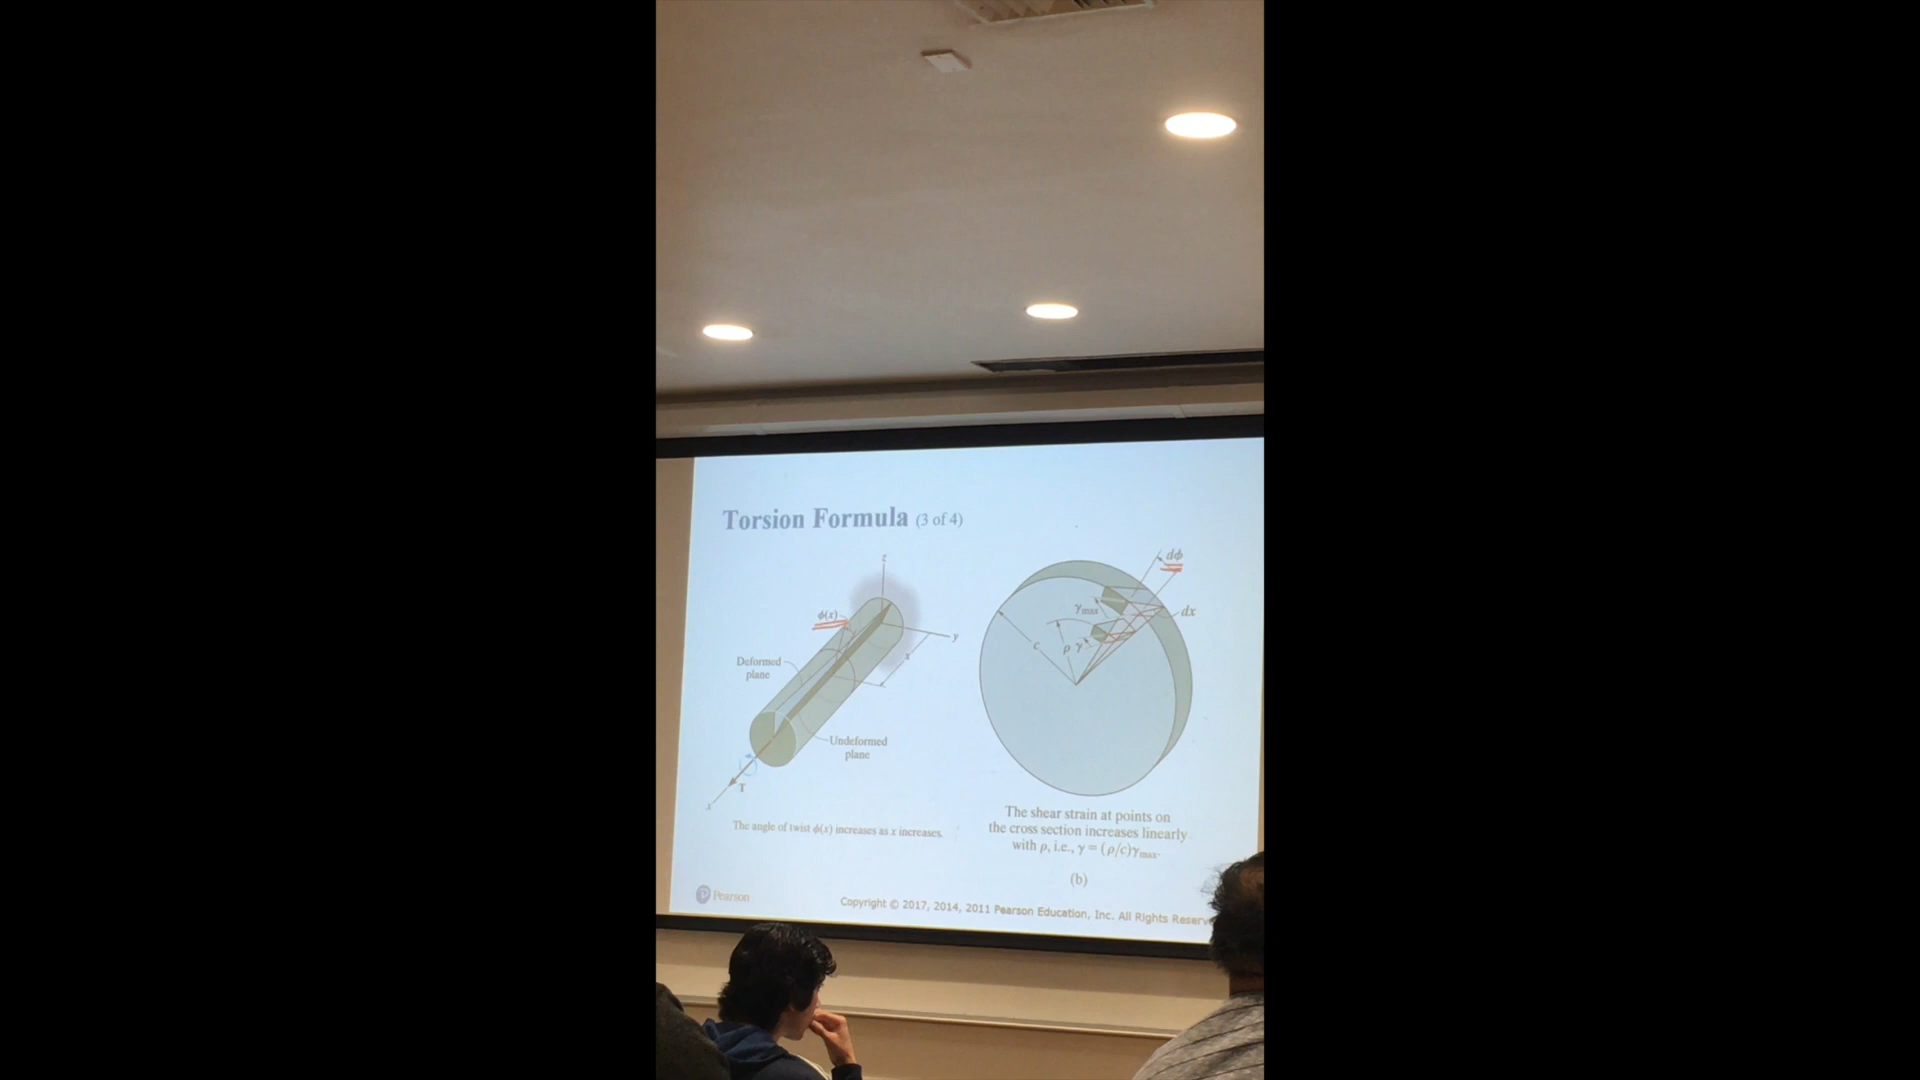 Torsion Formula (3 of 4)
z
ϕ(x)
y
x
Deformed
plane
Undeformed
plane
T
x
The angle of twist ϕ(x) increases as x increases.
dϕ
γmax
dx
c
ρ γ
The shear strain at points on
the cross section increases linearly
with ρ, i.e., γ = (ρ/c)γmax.
(b)
Pearson
Copyright © 2017, 2014, 2011 Pearson Education, Inc. All Rights Reserv